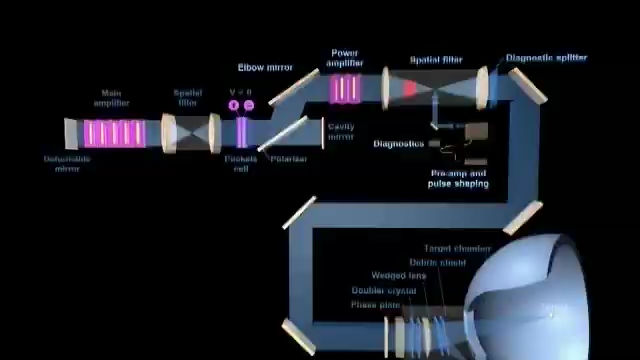 Power
amplifier
Spatial filter
Diagnostic splitter
Elbow mirror
Main
amplifier
Spatial
filter
V = 0
Cavity
mirror
Diagnostics
Deformable
mirror
Pockels
cell
Polarizer
Pre-amp and
pulse shaping
Target chamber
Debris shield
Wedged lens
Doubler crystal
Phase plate